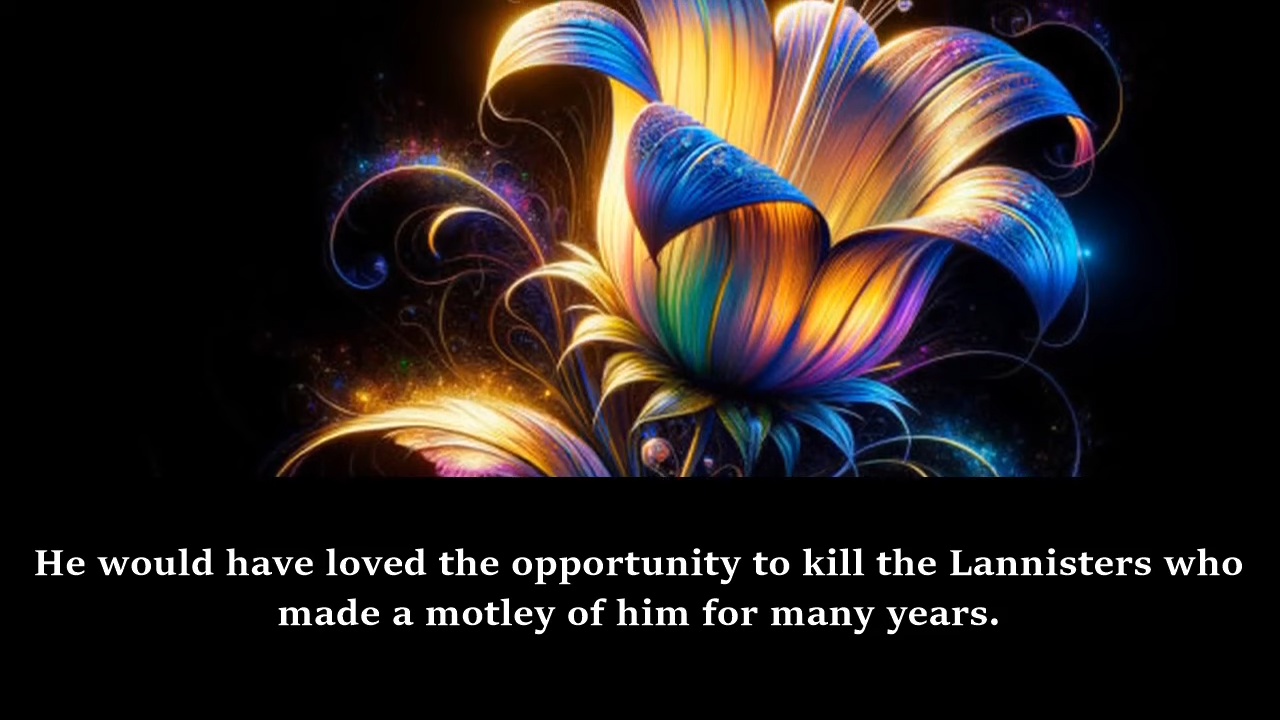 He would have loved the opportunity to kill the Lannisters who
made a motley of him for many years.